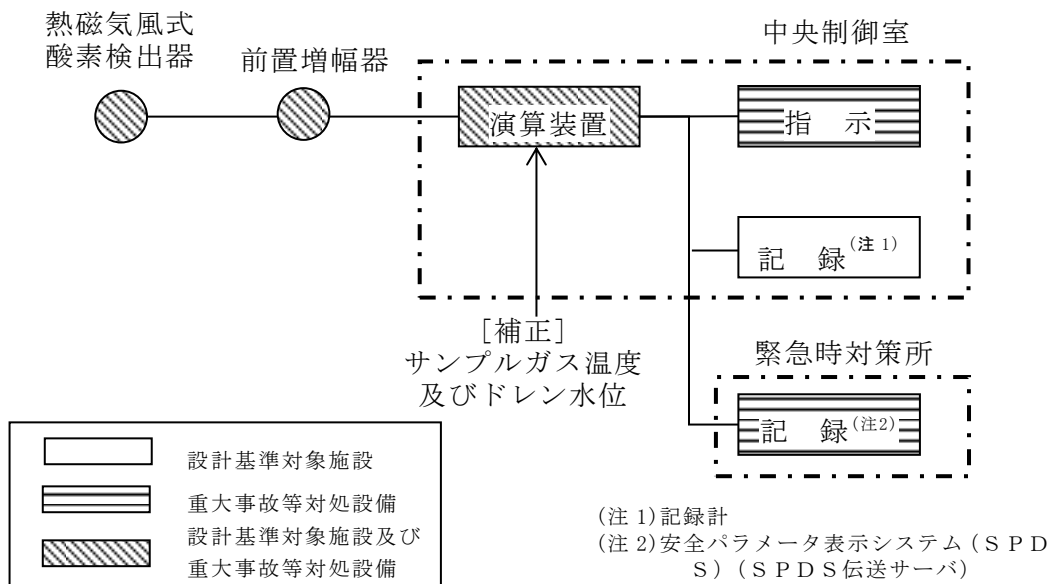 熱磁気風式
酸素検出器
前置増幅器
中央制御室
演算装置
指　示
記　録(注1)
[補正]
サンプルガス温度
及びドレン水位
緊急時対策所
記　録(注2)
設計基準対象施設
重大事故等対処設備
設計基準対象施設及び
重大事故等対処設備
(注 1)記録計
(注 2)安全パラメータ表示システム(ＳＰＤ
Ｓ)(ＳＰＤＳ伝送サーバ)